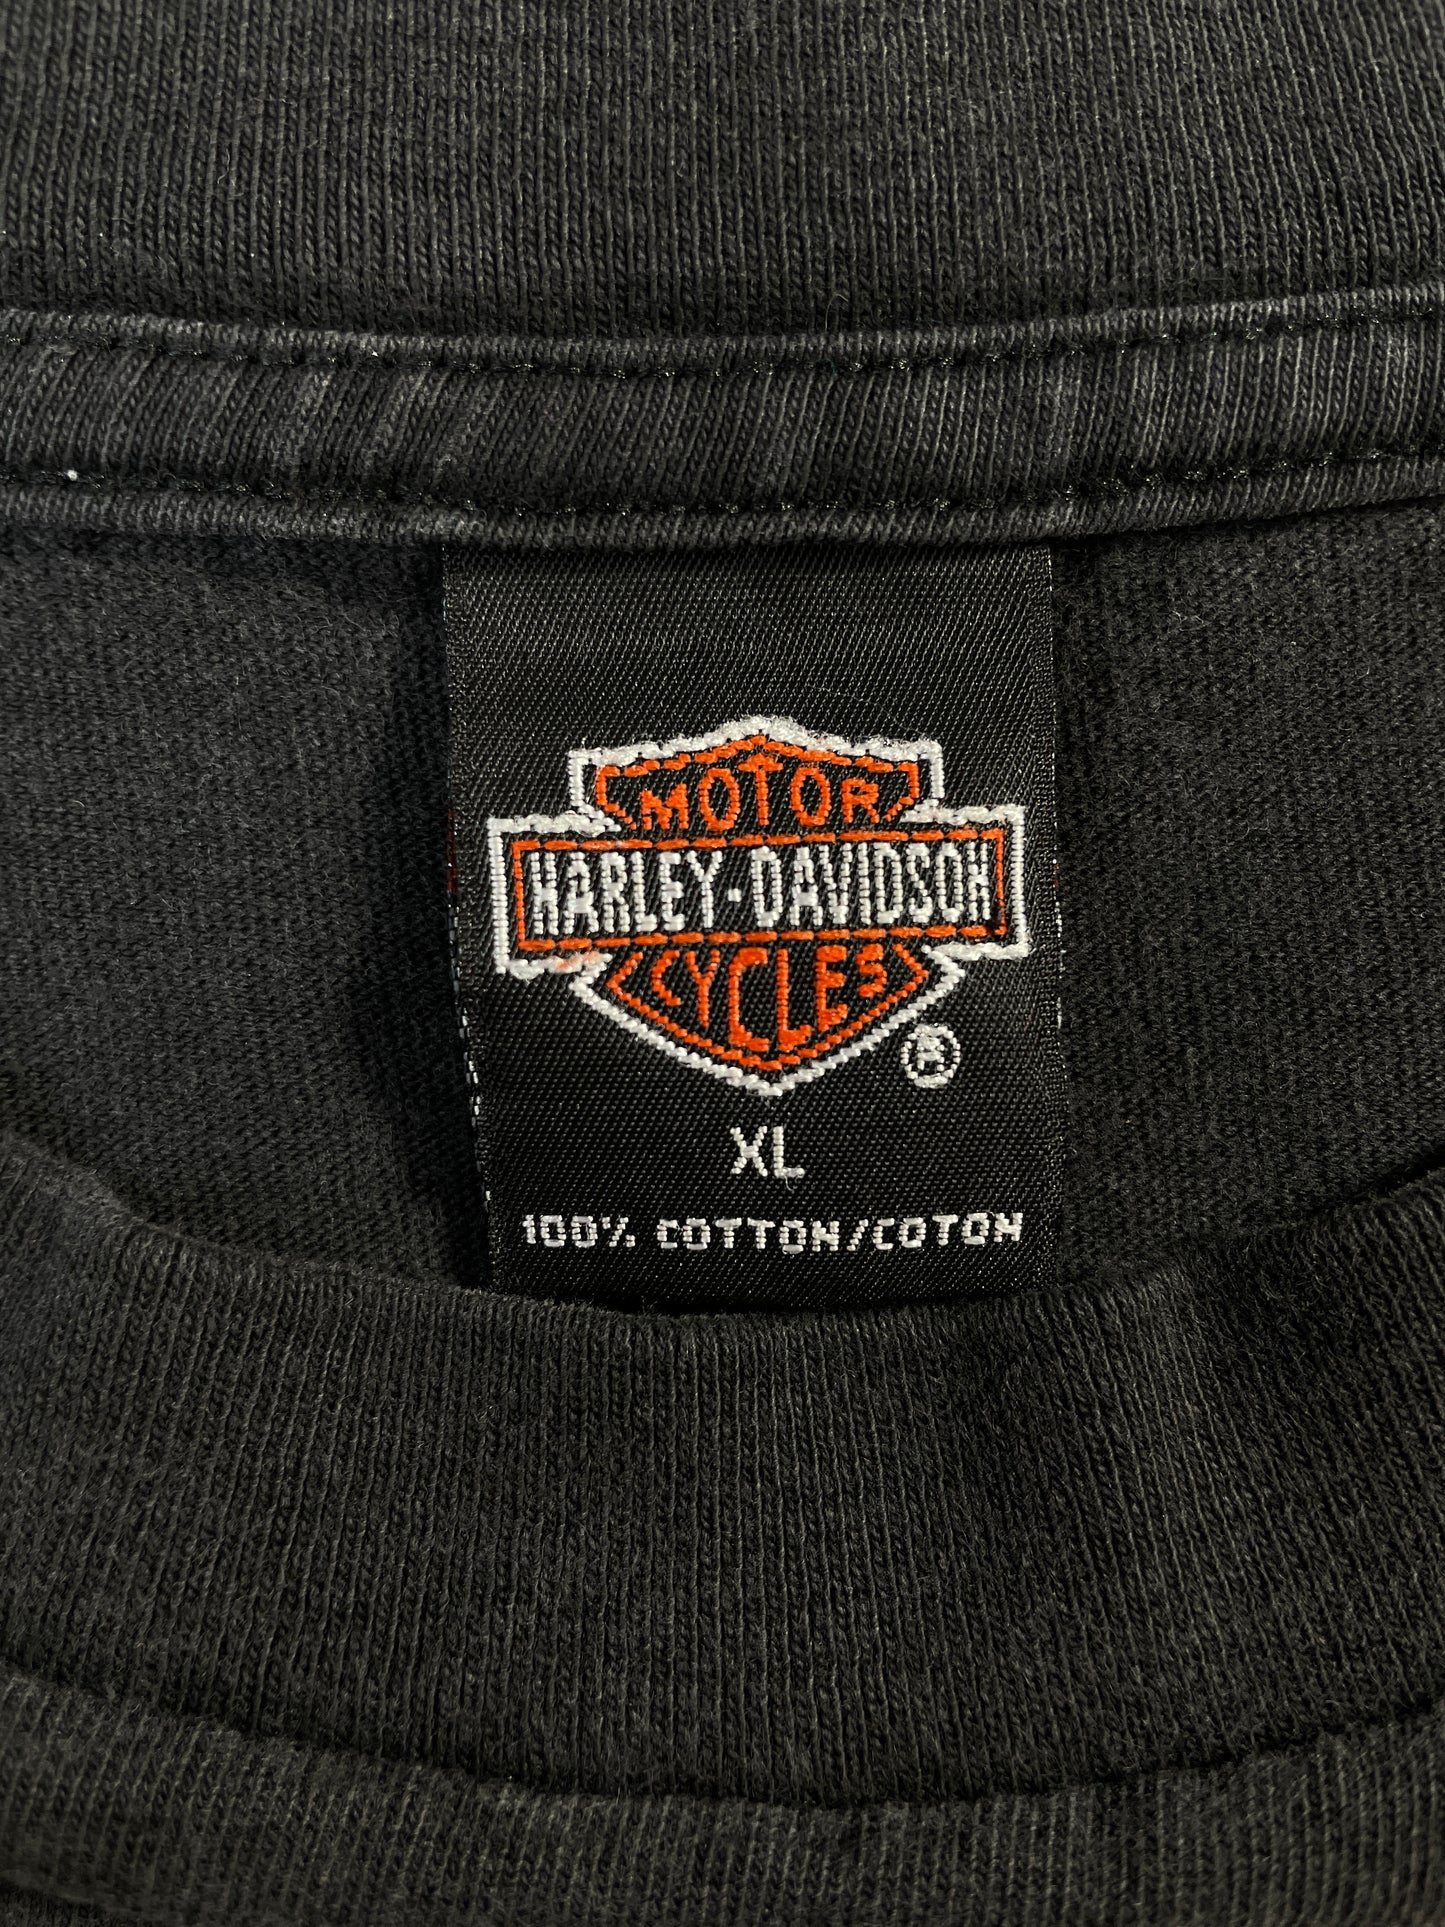 MOTOR
HARLEY-DAVIDSON
CYCLES
®
XL
100% COTTON/COTON